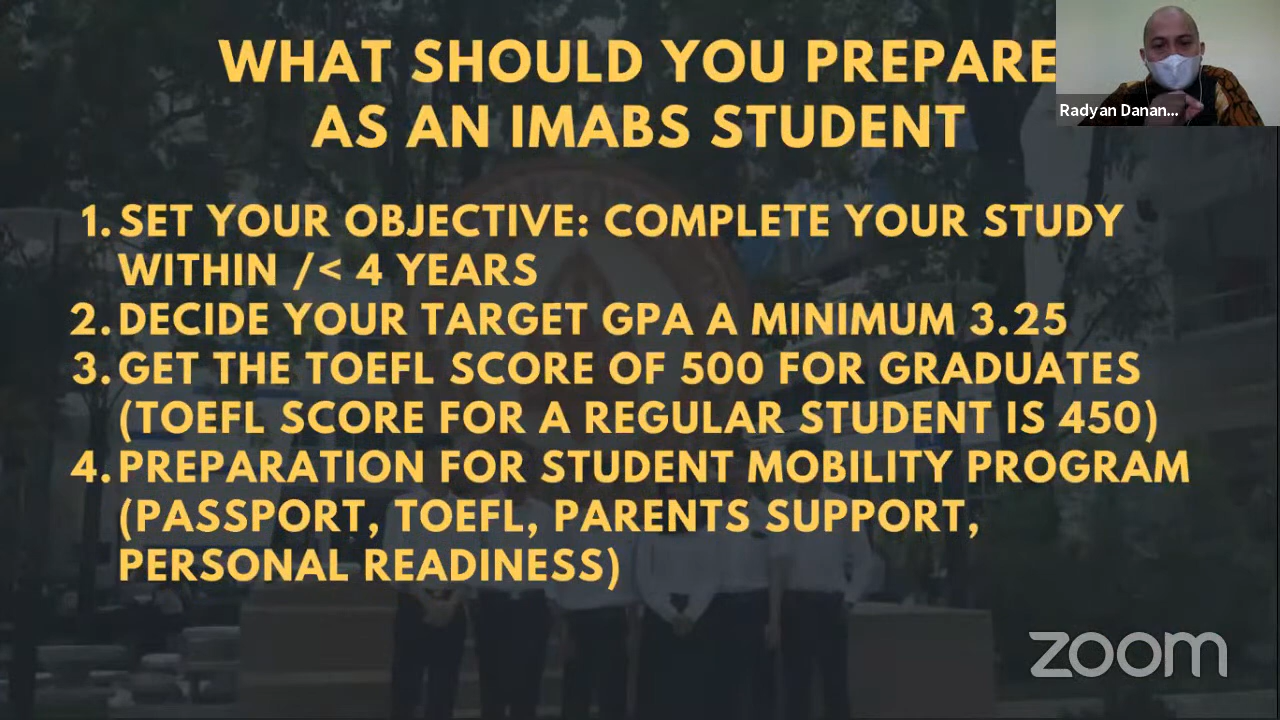 WHAT SHOULD YOU PREPARE
AS AN IMABS STUDENT
Radyan Danan...
1. SET YOUR OBJECTIVE: COMPLETE YOUR STUDY
WITHIN /< 4 YEARS
2. DECIDE YOUR TARGET GPA A MINIMUM 3.25
3. GET THE TOEFL SCORE OF 500 FOR GRADUATES
(TOEFL SCORE FOR A REGULAR STUDENT IS 450)
4. PREPARATION FOR STUDENT MOBILITY PROGRAM
(PASSPORT, TOEFL, PARENTS SUPPORT,
PERSONAL READINESS)
zoom